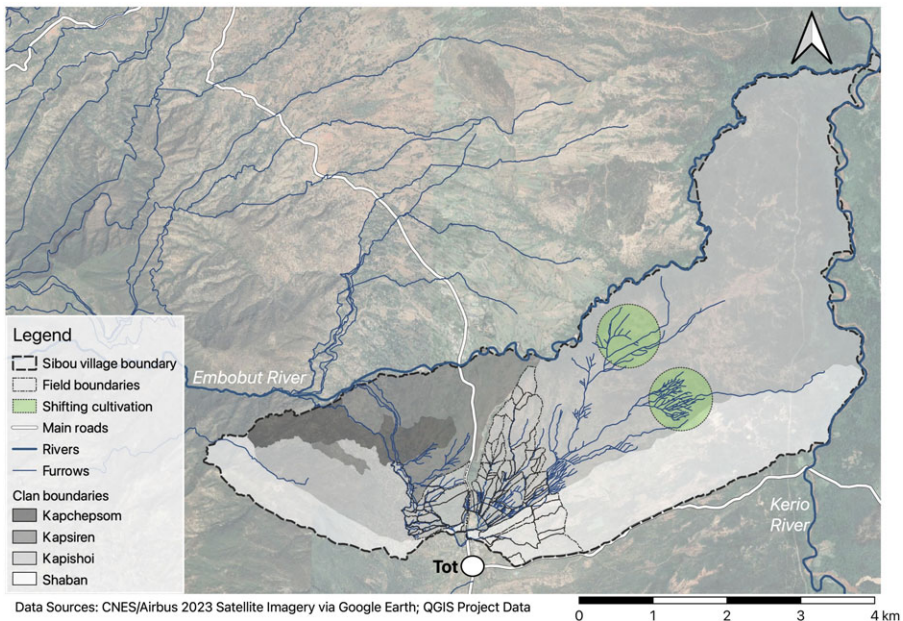 Embobut River
Kerio
River
Tot
Legend
Sibou village boundary
Field boundaries
Shifting cultivation
Main roads
Rivers
Furrows
Clan boundaries
Kapchepsom
Kapsiren
Kapishoi
Shaban
Data Sources: CNES/Airbus 2023 Satellite Imagery via Google Earth; QGIS Project Data
0 1 2 3 4 km